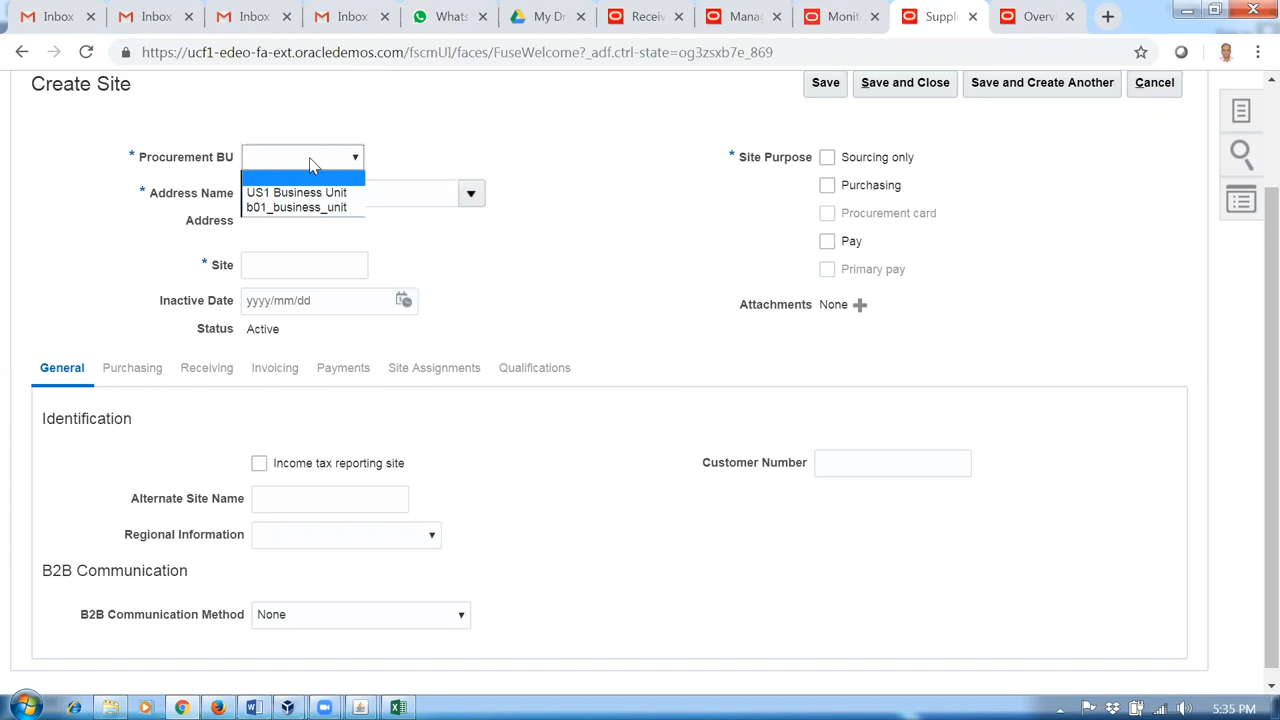 Inbox
Inbox
Inbox
Inbox
Whats
My D
Receiv
Mana
Monit
Suppli
Overv
https://ucf1-edeo-fa-ext.oracledemos.com/fscmUI/faces/FuseWelcome?_adf.ctrl-state=og3zsxb7e_869
Create Site
Save
Save and Close
Save and Create Another
Cancel
* Procurement BU
US1 Business Unit
b01_business_unit
* Address Name
Address
* Site
Inactive Date
yyyy/mm/dd
Status
Active
* Site Purpose
Sourcing only
Purchasing
Procurement card
Pay
Primary pay
Attachments
None
General
Purchasing
Receiving
Invoicing
Payments
Site Assignments
Qualifications
Identification
Income tax reporting site
Customer Number
Alternate Site Name
Regional Information
B2B Communication
B2B Communication Method
None
5:35 PM